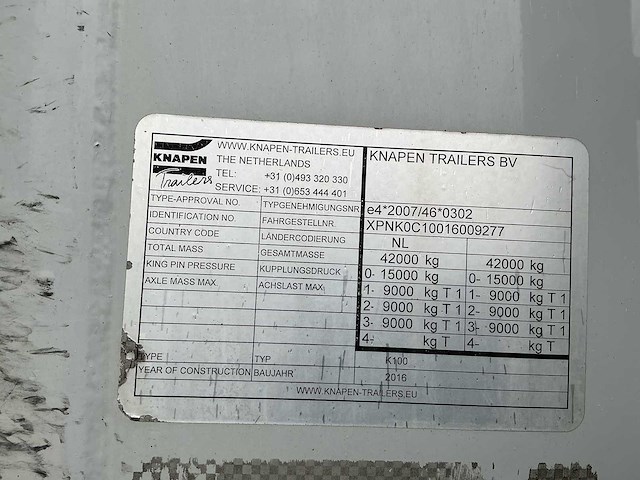 KNAPEN
Trailers
WWW.KNAPEN-TRAILERS.EU
THE NETHERLANDS
TEL: +31 (0)493 320 330
SERVICE: +31 (0)653 444 401
KNAPEN TRAILERS BV
TYPE-APPROVAL NO. TYPGENEHMIGUNGSNR e4*2007/46*0302
IDENTIFICATION NO. FAHRGESTELLNR. XPNK0C10016009277
COUNTRY CODE LÄNDERCODIERUNG NL
TOTAL MASS GESAMTMASSE 42000 kg 42000 kg
KING PIN PRESSURE KUPPLUNGSDRUCK 0- 15000 kg 0- 15000 kg
AXLE MASS MAX ACHSLAST MAX 1- 9000 kg T 1 1- 9000 kg T 1
2- 9000 kg T 1 2- 9000 kg T 1
3- 9000 kg T 1 3- 9000 kg T 1
4- kg T 4- kg T
TYPE TYP K100
YEAR OF CONSTRUCTION BAUJAHR 2016
WWW.KNAPEN-TRAILERS.EU